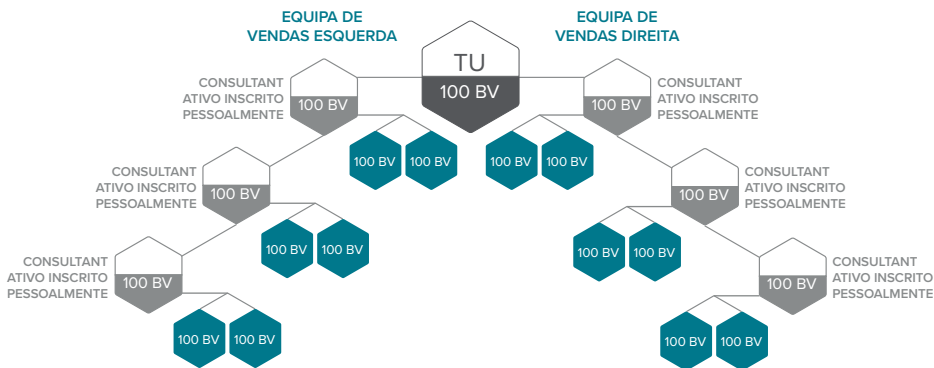 EQUIPA DE
VENDAS ESQUERDA
EQUIPA DE
VENDAS DIREITA
TU
100 BV
CONSULTANT
ATIVO INSCRITO
PESSOALMENTE
100 BV
100 BV
CONSULTANT
ATIVO INSCRITO
PESSOALMENTE
100 BV
100 BV
100 BV
100 BV
CONSULTANT
ATIVO INSCRITO
PESSOALMENTE
100 BV
100 BV
CONSULTANT
ATIVO INSCRITO
PESSOALMENTE
100 BV
100 BV
100 BV
100 BV
CONSULTANT
ATIVO INSCRITO
PESSOALMENTE
100 BV
100 BV
CONSULTANT
ATIVO INSCRITO
PESSOALMENTE
100 BV
100 BV
100 BV
100 BV